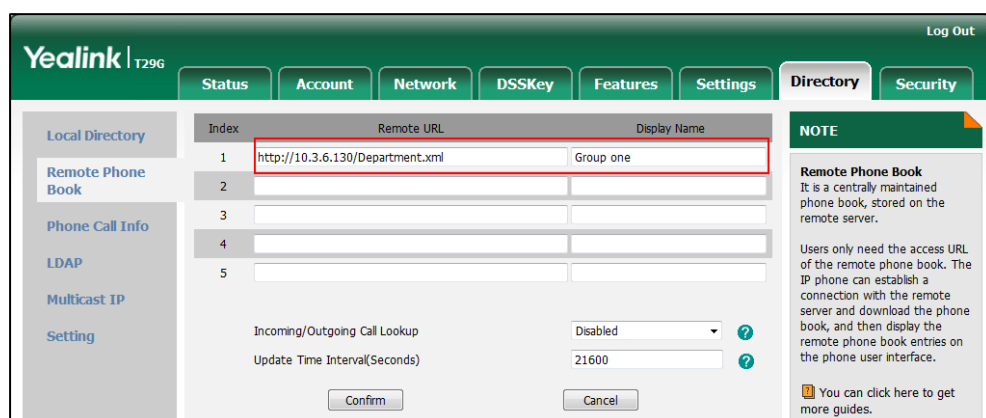 Log Out
Yealink T29G
Status Account Network DSSKey Features Settings Directory Security
Local Directory
Remote Phone
Book
Phone Call Info
LDAP
Multicast IP
Setting
Index Remote URL Display Name
1 http://10.3.6.130/Department.xml Group one
2
3
4
5
Incoming/Outgoing Call Lookup Disabled ?
Update Time Interval(Seconds) 21600 ?
Confirm Cancel
NOTE
Remote Phone Book
It is a centrally maintained
phone book, stored on the
remote server.
Users only need the access URL
of the remote phone book. The
IP phone can establish a
connection with the remote
server and download the phone
book, and then display the
remote phone book entries on
the phone user interface.
? You can click here to get
more guides.